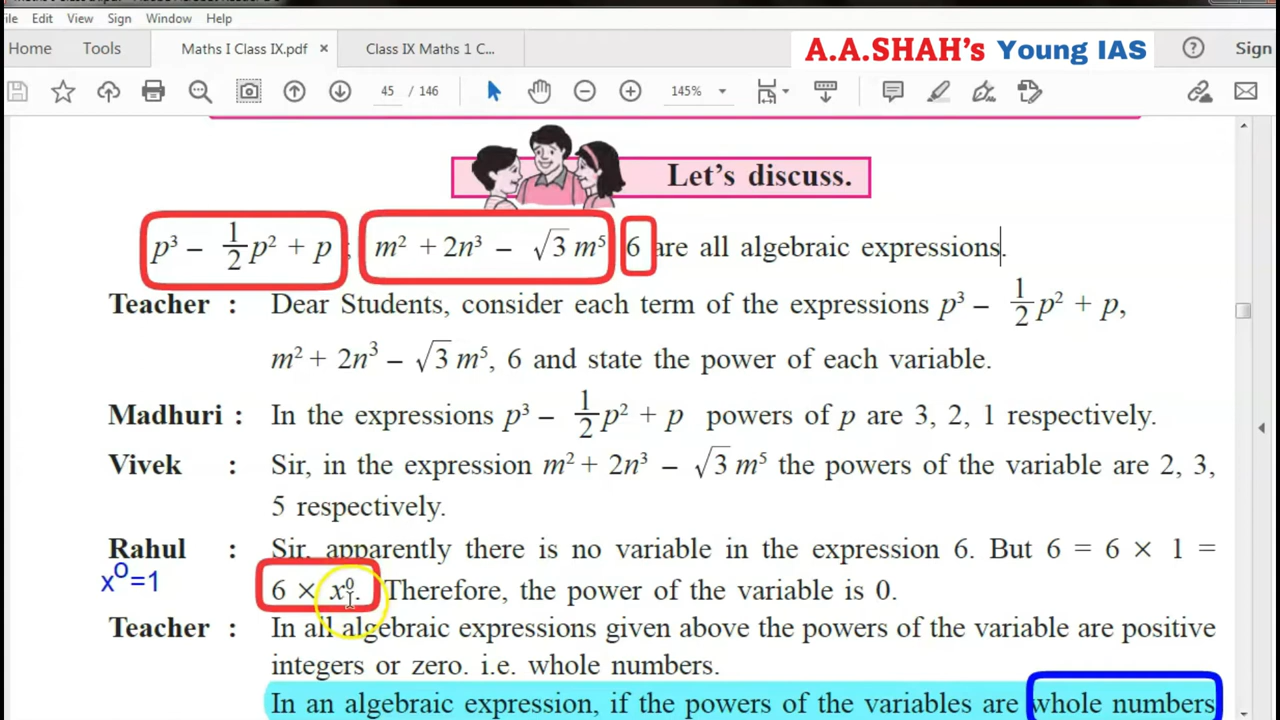 File Edit View Sign Window Help
Home Tools Maths I Class IX.pdf × Class IX Maths 1 C... A.A.SHAH's Young IAS Sign
45 / 146 145%
Let's discuss.
p³ – 1/2 p² + p ; m² + 2n³ – √3 m⁵ 6 are all algebraic expressions.
Teacher : Dear Students, consider each term of the expressions p³ – 1/2 p² + p,
m² + 2n³ – √3 m⁵, 6 and state the power of each variable.
Madhuri : In the expressions p³ – 1/2 p² + p powers of p are 3, 2, 1 respectively.
Vivek : Sir, in the expression m² + 2n³ – √3 m⁵ the powers of the variable are 2, 3,
5 respectively.
Rahul : Sir, apparently there is no variable in the expression 6. But 6 = 6 × 1 =
x⁰=1 6 × x⁰. Therefore, the power of the variable is 0.
Teacher : In all algebraic expressions given above the powers of the variable are positive
integers or zero. i.e. whole numbers.
In an algebraic expression, if the powers of the variables are whole numbers